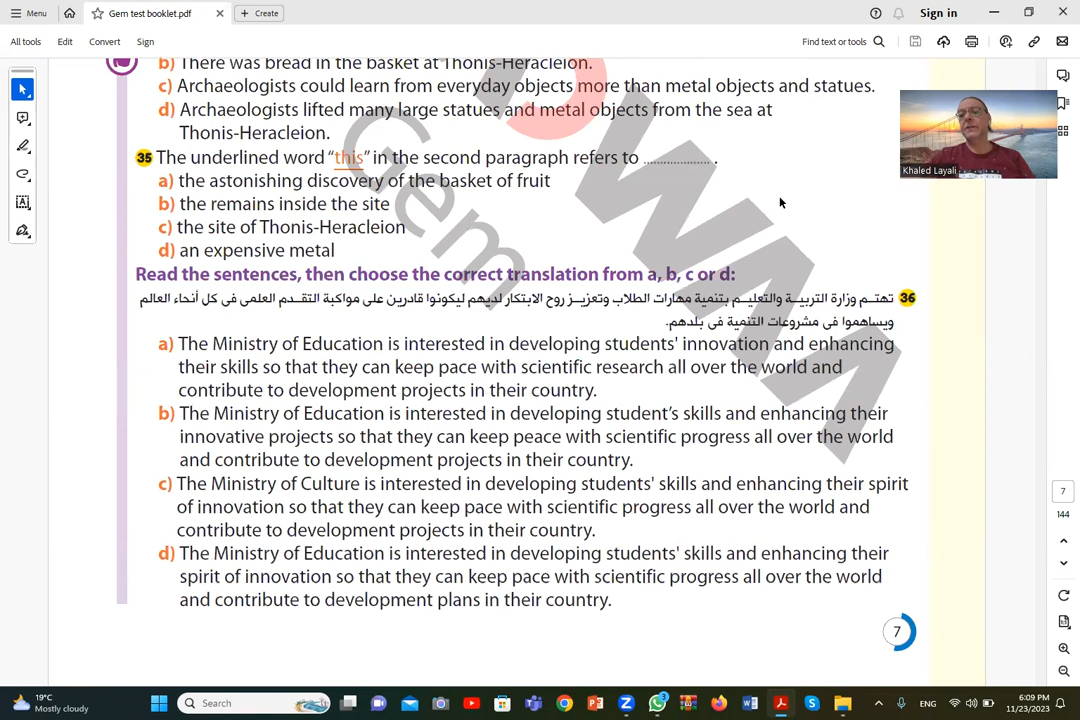 Menu
Gem test booklet.pdf
Create
Sign in
All tools
Edit
Convert
Sign
Find text or tools
b) There was bread in the basket at Thonis-Heracleion.
c) Archaeologists could learn from everyday objects more than metal objects and statues.
d) Archaeologists lifted many large statues and metal objects from the sea at
Thonis-Heracleion.
35 The underlined word “this” in the second paragraph refers to .................... .
a) the astonishing discovery of the basket of fruit
b) the remains inside the site
c) the site of Thonis-Heracleion
d) an expensive metal
Read the sentences, then choose the correct translation from a, b, c or d:
36 تهتم وزارة التربية والتعليم بتنمية مهارات الطلاب وتعزيز روح الابتكار لديهم ليكونوا قادرين على مواكبة التقدم العلمى فى كل أنحاء العالم
ويساهموا فى مشروعات التنمية فى بلدهم.
a) The Ministry of Education is interested in developing students' innovation and enhancing
their skills so that they can keep pace with scientific research all over the world and
contribute to development projects in their country.
b) The Ministry of Education is interested in developing student’s skills and enhancing their
innovative projects so that they can keep peace with scientific progress all over the world
and contribute to development projects in their country.
c) The Ministry of Culture is interested in developing students' skills and enhancing their spirit
of innovation so that they can keep pace with scientific progress all over the world and
contribute to development projects in their country.
d) The Ministry of Education is interested in developing students' skills and enhancing their
spirit of innovation so that they can keep pace with scientific progress all over the world
and contribute to development plans in their country.
7
Gem
Khaled Layali
7
144
19°C
Mostly cloudy
Search
3
ENG
6:09 PM
11/23/2023